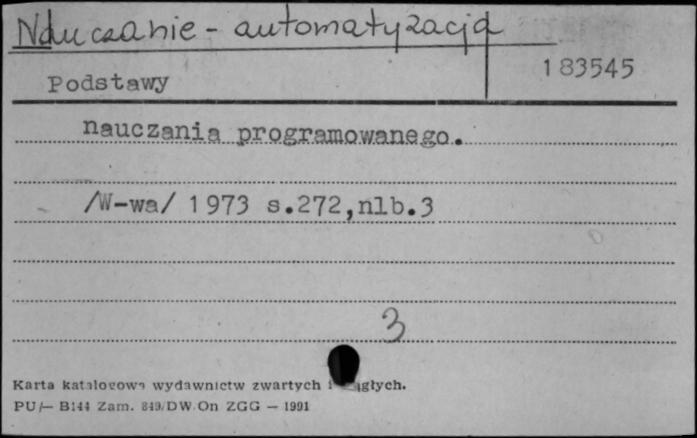 Nauczanie - automatyzacja
Podstawy
183545
nauczania programowanego.
/W-wa/ 1973 s.272,nlb.3
3
Karta katalogowa wydawnictw zwartych i ciągłych.
PU/— B144 Zam. 849/DW On ZGG — 1991